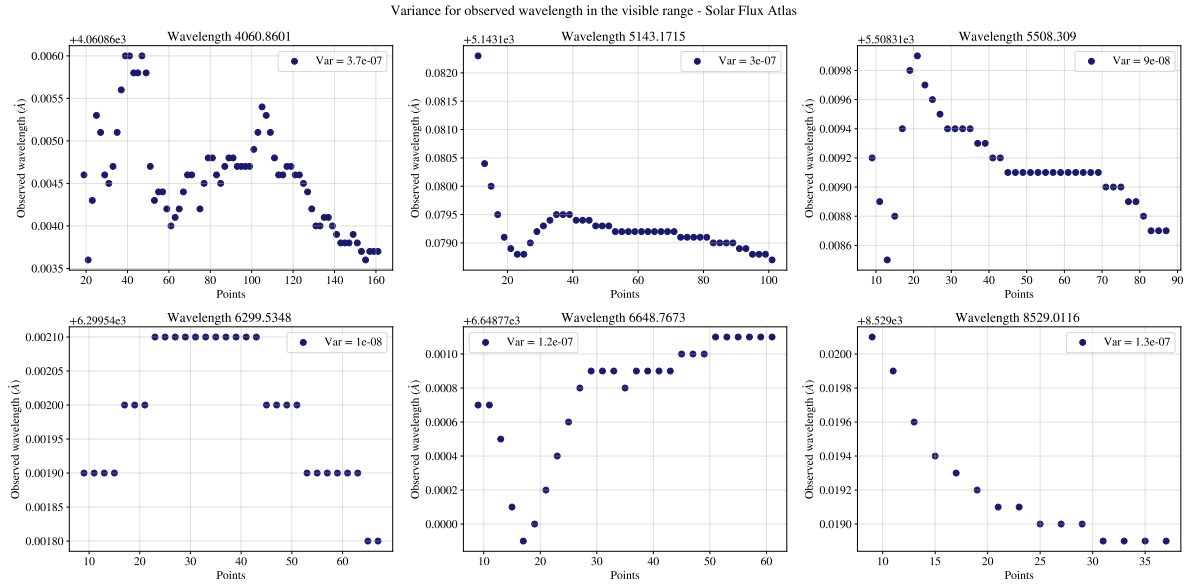 Variance for observed wavelength in the visible range - Solar Flux Atlas
+4.06086e3 Wavelength 4060.8601
Var = 3.7e-07
Observed wavelength (Å)
0.0060
0.0055
0.0050
0.0045
0.0040
0.0035
20 40 60 80 100 120 140 160
Points
+5.1431e3 Wavelength 5143.1715
Var = 3e-07
Observed wavelength (Å)
0.0820
0.0815
0.0810
0.0805
0.0800
0.0795
0.0790
20 40 60 80 100
Points
+5.50831e3 Wavelength 5508.309
Var = 9e-08
Observed wavelength (Å)
0.0098
0.0096
0.0094
0.0092
0.0090
0.0088
0.0086
10 20 30 40 50 60 70 80 90
Points
+6.29954e3 Wavelength 6299.5348
Var = 1e-08
Observed wavelength (Å)
0.00210
0.00205
0.00200
0.00195
0.00190
0.00185
0.00180
10 20 30 40 50 60
Points
+6.64877e3 Wavelength 6648.7673
Var = 1.2e-07
Observed wavelength (Å)
0.0010
0.0008
0.0006
0.0004
0.0002
0.0000
10 20 30 40 50 60
Points
+8.529e3 Wavelength 8529.0116
Var = 1.3e-07
Observed wavelength (Å)
0.0200
0.0198
0.0196
0.0194
0.0192
0.0190
10 15 20 25 30 35
Points